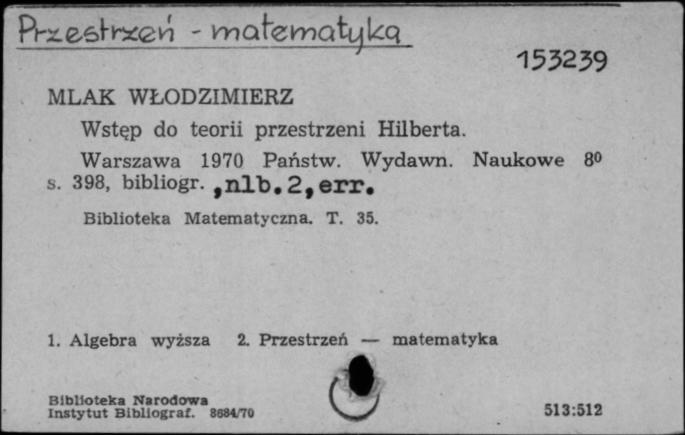 Przestrzeń - matematyka
153239
MLAK WŁODZIMIERZ
Wstęp do teorii przestrzeni Hilberta.
Warszawa 1970 Państw. Wydawn. Naukowe 8⁰
s. 398, bibliogr. ,nlb.2,err.
Biblioteka Matematyczna. T. 35.
1. Algebra wyższa 2. Przestrzeń — matematyka
Biblioteka Narodowa
Instytut Bibliograf. 8684/70
513:512